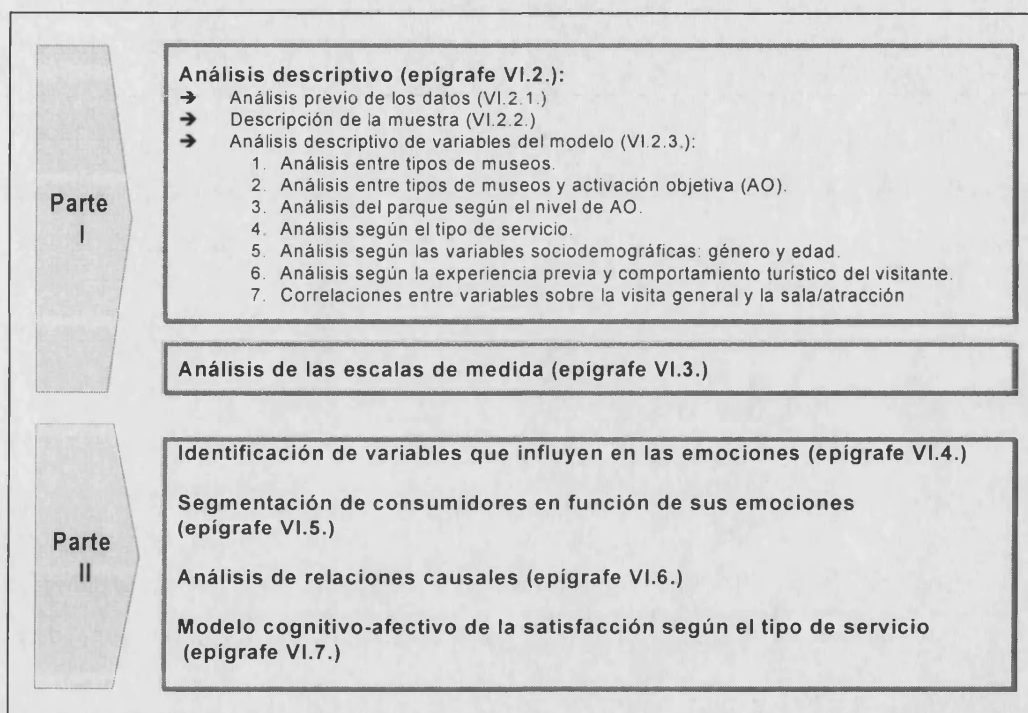 Parte
I
Análisis descriptivo (epígrafe VI.2.):
➔ Análisis previo de los datos (VI.2.1.)
➔ Descripción de la muestra (VI.2.2.)
➔ Análisis descriptivo de variables del modelo (VI.2.3.):
1. Análisis entre tipos de museos.
2. Análisis entre tipos de museos y activación objetiva (AO).
3. Análisis del parque según el nivel de AO.
4. Análisis según el tipo de servicio.
5. Análisis según las variables sociodemográficas: género y edad.
6. Análisis según la experiencia previa y comportamiento turístico del visitante.
7. Correlaciones entre variables sobre la visita general y la sala/atracción
Análisis de las escalas de medida (epígrafe VI.3.)
Parte
II
Identificación de variables que influyen en las emociones (epígrafe VI.4.)
Segmentación de consumidores en función de sus emociones
(epígrafe VI.5.)
Análisis de relaciones causales (epígrafe VI.6.)
Modelo cognitivo-afectivo de la satisfacción según el tipo de servicio
(epígrafe VI.7.)